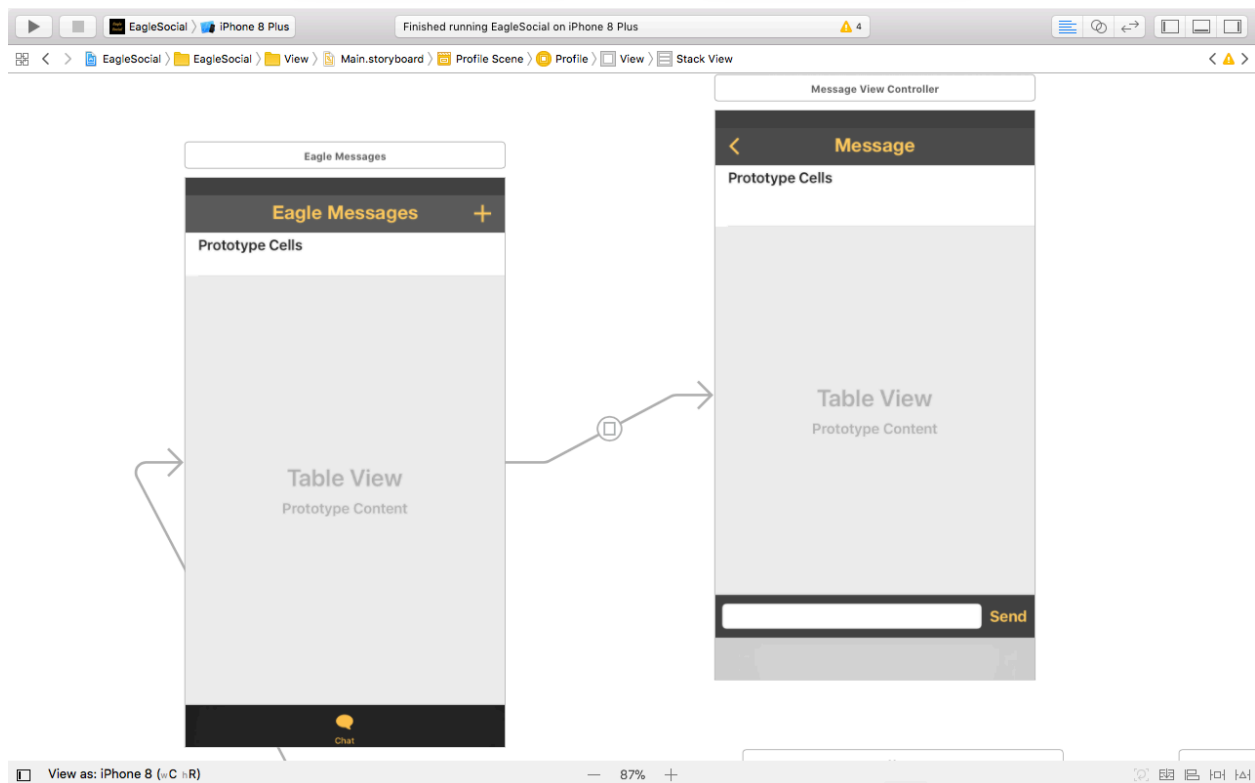 EagleSocial 〉 iPhone 8 Plus
Finished running EagleSocial on iPhone 8 Plus
4
EagleSocial 〉 EagleSocial 〉 View 〉 Main.storyboard 〉 Profile Scene 〉 Profile 〉 View 〉 Stack View
Message View Controller
Message
Prototype Cells
Table View
Prototype Content
Send
Eagle Messages
Eagle Messages +
Prototype Cells
Table View
Prototype Content
Chat
View as: iPhone 8 (wC hR)
— 87% +